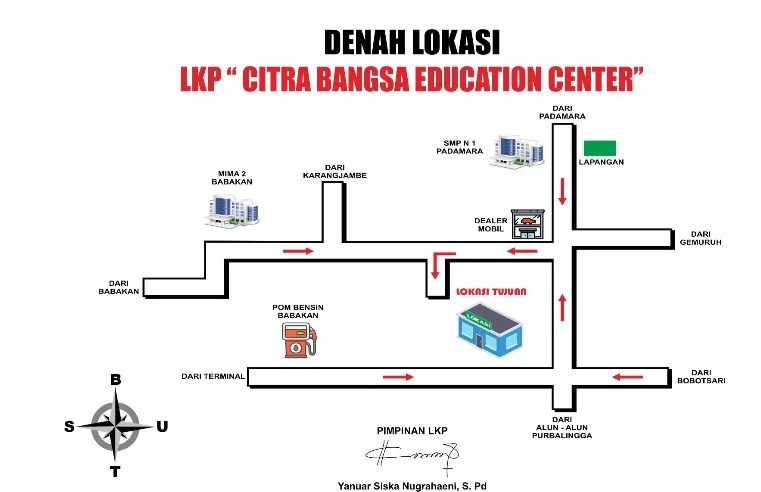 DENAH LOKASI
LKP “ CITRA BANGSA EDUCATION CENTER”
DARI
PADAMARA
SMP N 1
PADAMARA
LAPANGAN
DARI
KARANGJAMBE
MIMA 2
BABAKAN
DEALER
MOBIL
DARI
GEMURUH
DARI
BABAKAN
LOKASI TUJUAN
LOKASI
POM BENSIN
BABAKAN
DARI TERMINAL
DARI
BOBOTSARI
B
S
U
T
DARI
ALUN - ALUN
PURBALINGGA
PIMPINAN LKP
Yanuar Siska Nugrahaeni, S. Pd